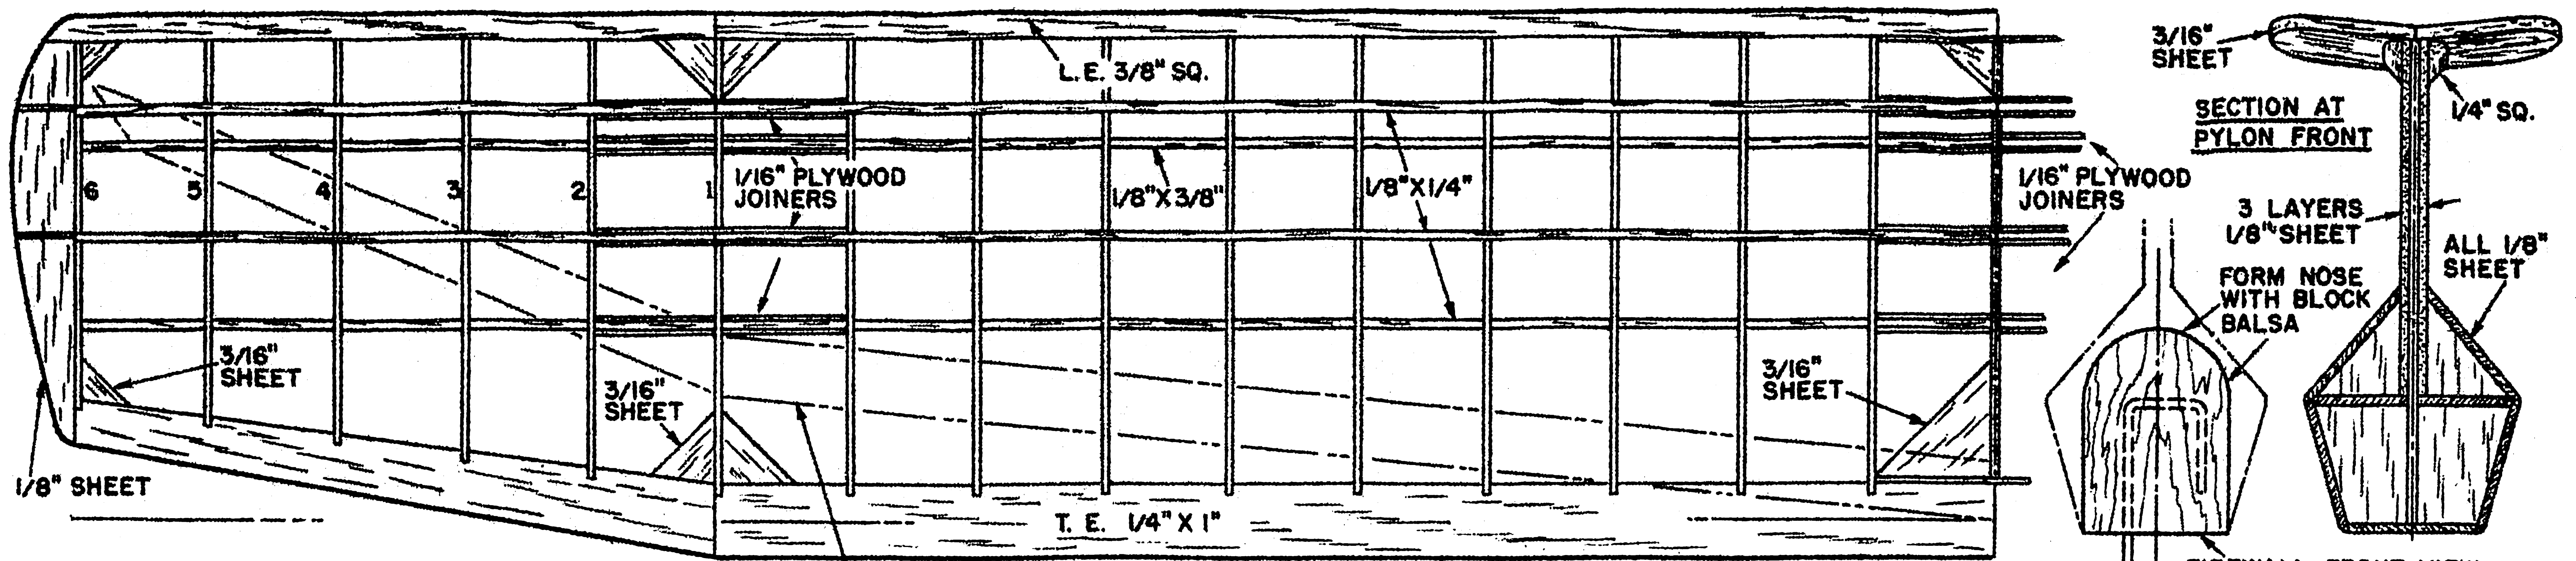 L.E. 3/8" SQ.
6
5
4
3
2
1
1/16" PLYWOOD
JOINERS
1/8" X 3/8"
1/8" X 1/4"
3/16"
SHEET
3/16"
SHEET
3/16"
SHEET
1/8" SHEET
T. E. 1/4" X 1"
3/16"
SHEET
SECTION AT
PYLON FRONT
1/4" SQ.
1/16" PLYWOOD
JOINERS
3 LAYERS
1/8" SHEET
ALL 1/8"
SHEET
FORM NOSE
WITH BLOCK
BALSA